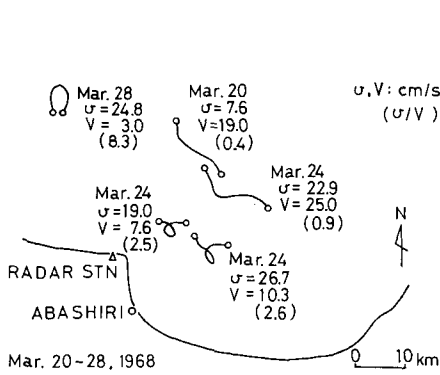 Mar. 28
σ=24.8
V = 3.0
(8.3)
Mar. 20
σ=7.6
V=19.0
(0.4)
σ,V: cm/s
(σ/V)
Mar. 24
σ=22.9
V=25.0
(0.9)
Mar. 24
σ=19.0
V= 7.6
(2.5)
N
Mar. 24
σ=26.7
V=10.3
(2.6)
RADAR STN
ABASHIRI
Mar. 20-28, 1968
0 10 km